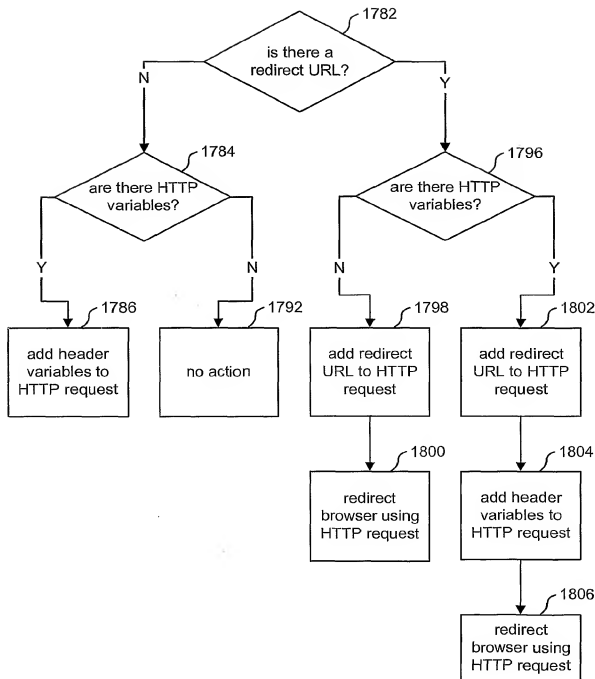 1782
is there a
redirect URL?
N
Y
1784
are there HTTP
variables?
1796
are there HTTP
variables?
Y
N
N
Y
1786
add header
variables to
HTTP request
1792
no action
1798
add redirect
URL to HTTP
request
1802
add redirect
URL to HTTP
request
1800
redirect
browser using
HTTP request
1804
add header
variables to
HTTP request
1806
redirect
browser using
HTTP request